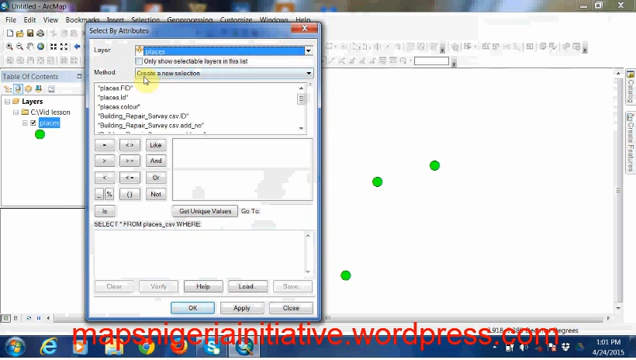 Untitled - ArcMap
File Edit View Bookmarks Insert Selection Geoprocessing Customize Windows Help
Select By Attributes
Layer: places
Only show selectable layers in this list
Method: Create a new selection
"places.FID"
"places.Id"
"places.colour"
"Building_Repair_Survey.csv.ID"
"Building_Repair_Survey.csv.add_no"
= <> Like
> >= And
< <= Or
_ % () Not
Is Get Unique Values Go To:
SELECT * FROM places_csv WHERE:
Clear Verify Help Load... Save...
OK Apply Close
Table Of Contents
Layers
C:\Vid lesson
places
Catalog
Create Features
mapsnigeriainitiative.wordpress.com
1:01 PM
4/24/2015